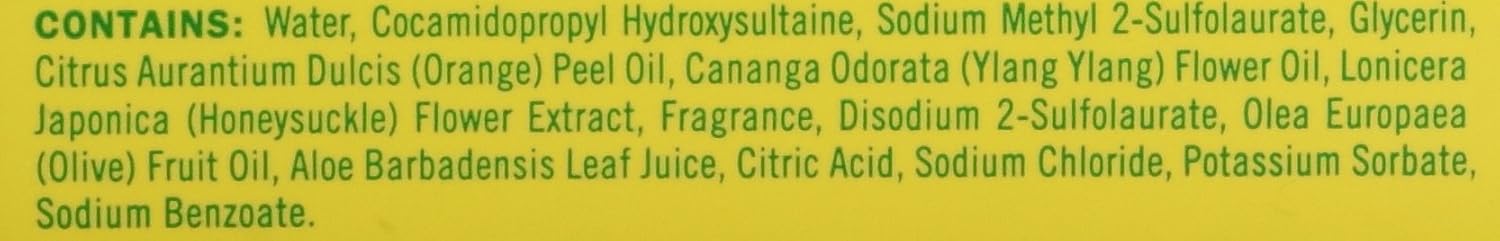 CONTAINS: Water, Cocamidopropyl Hydroxysultaine, Sodium Methyl 2-Sulfolaurate, Glycerin,
Citrus Aurantium Dulcis (Orange) Peel Oil, Cananga Odorata (Ylang Ylang) Flower Oil, Lonicera
Japonica (Honeysuckle) Flower Extract, Fragrance, Disodium 2-Sulfolaurate, Olea Europaea
(Olive) Fruit Oil, Aloe Barbadensis Leaf Juice, Citric Acid, Sodium Chloride, Potassium Sorbate,
Sodium Benzoate.